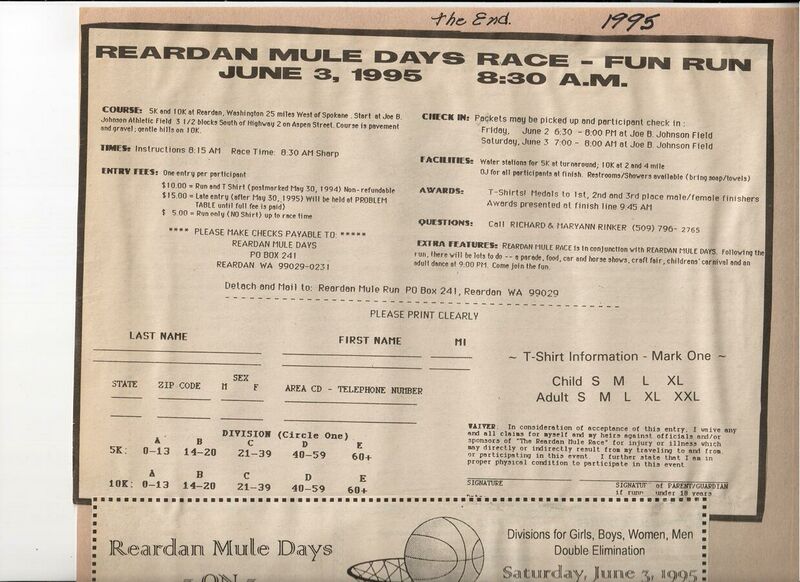 The End. 1995
REARDAN MULE DAYS RACE - FUN RUN
JUNE 3, 1995 8:30 A.M.
COURSE: 5K and 10K at Reardan, Washington 25 miles West of Spokane. Start at Joe B.
Johnson Athletic Field 3 1/2 blocks South of Highway 2 on Aspen Street. Course is pavement
and gravel; gentle hills on 10K.
TIMES: Instructions 8:15 AM Race Time: 8:30 AM Sharp
ENTRY FEES: One entry per participant
$10.00 = Run and T Shirt (postmarked May 30, 1994) Non-refundable
$15.00 = Late entry (after May 30, 1995) Will be held at PROBLEM
TABLE until full fee is paid)
$ 5.00 = Run only (NO Shirt) up to race time
**** PLEASE MAKE CHECKS PAYABLE TO: *****
REARDAN MULE DAYS
PO BOX 241
REARDAN WA 99029-0231
CHECK IN: Packets may be picked up and participant check in :
Friday, June 2 6:30 - 8:00 PM at Joe B. Johnson Field
Saturday, June 3 7:00 - 8:00 AM at Joe B. Johnson Field
FACILITIES: Water stations for 5K at turnaround; 10K at 2 and 4 mile
OJ for all participants at finish. Restrooms/Showers available (bring soap/towels)
AWARDS: T-Shirts! Medals to 1st, 2nd and 3rd place male/female finishers
Awards presented at finish line 9:45 AM
QUESTIONS: Call RICHARD & MARYANN RINKER (509) 796- 2765
EXTRA FEATURES: REARDAN MULE RACE is in conjunction with REARDAN MULE DAYS. Following the
run, there will be lots to do -- a parade, food, car and horse shows, craft fair, childrens' carnival and an
adult dance at 9:00 PM. Come join the fun.
Detach and Mail to: Reardan Mule Run PO Box 241, Reardan WA 99029
PLEASE PRINT CLEARLY
LAST NAME FIRST NAME MI
STATE ZIP CODE SEX M F AREA CD - TELEPHONE NUMBER
DIVISION (Circle One)
A B C D E
5K: 0-13 14-20 21-39 40-59 60+
A B C D E
10K: 0-13 14-20 21-39 40-59 60+
~ T-Shirt Information - Mark One ~
Child S M L XL
Adult S M L XL XXL
WAIVER: In consideration of acceptance of this entry, I waive any
and all claims for myself and my heirs against officials and/or
sponsors of "The Reardan Mule Race" for injury or illness which
may directly or indirectly result from my traveling to and from,
or participating in this event. I further state that I am in
proper physical condition to participate in this event
SIGNATURE SIGNATUR of PARENT/GUARDIAN
if runn under 18 years
Reardan Mule Days
~ ON ~
Divisions for Girls, Boys, Women, Men
Double Elimination
Saturday, June 3, 1995